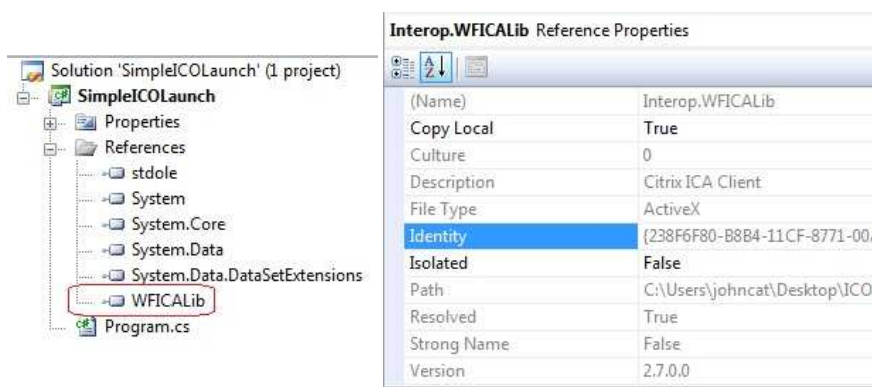 Solution 'SimpleICOLaunch' (1 project)
SimpleICOLaunch
Properties
References
stdole
System
System.Core
System.Data
System.Data.DataSetExtensions
WFICALib
Program.cs
Interop.WFICALib Reference Properties
(Name) Interop.WFICALib
Copy Local True
Culture 0
Description Citrix ICA Client
File Type ActiveX
Identity {238F6F80-B8B4-11CF-8771-00
Isolated False
Path C:\Users\johncat\Desktop\ICO
Resolved True
Strong Name False
Version 2.7.0.0